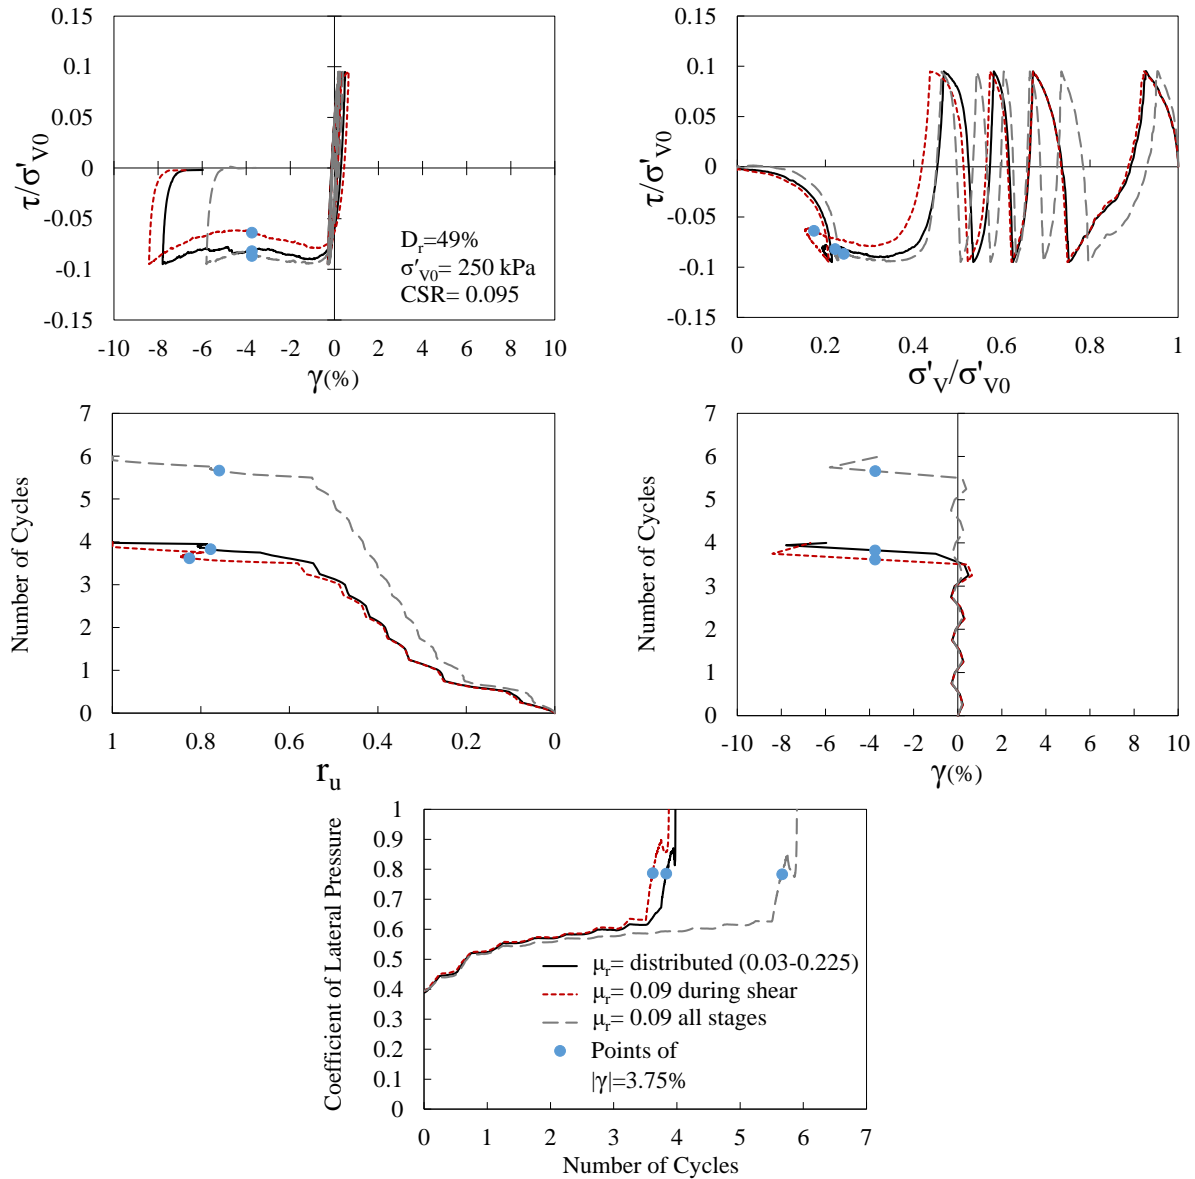 0.15
0.1
0.05
0
-0.05
-0.1
-0.15
τ/σ'V0
-10 -8 -6 -4 -2 0 2 4 6 8 10
γ(%)
Dr=49%
σ'V0= 250 kPa
CSR= 0.095
0.15
0.1
0.05
0
-0.05
-0.1
-0.15
τ/σ'V0
0 0.2 0.4 0.6 0.8 1
σ'V/σ'V0
7
6
5
4
3
2
1
0
Number of Cycles
1 0.8 0.6 0.4 0.2 0
ru
7
6
5
4
3
2
1
0
Number of Cycles
-10 -8 -6 -4 -2 0 2 4 6 8 10
γ(%)
1
0.9
0.8
0.7
0.6
0.5
0.4
0.3
0.2
0.1
0
Coefficient of Lateral Pressure
μr= distributed (0.03-0.225)
μr= 0.09 during shear
μr= 0.09 all stages
Points of
|γ|=3.75%
0 1 2 3 4 5 6 7
Number of Cycles